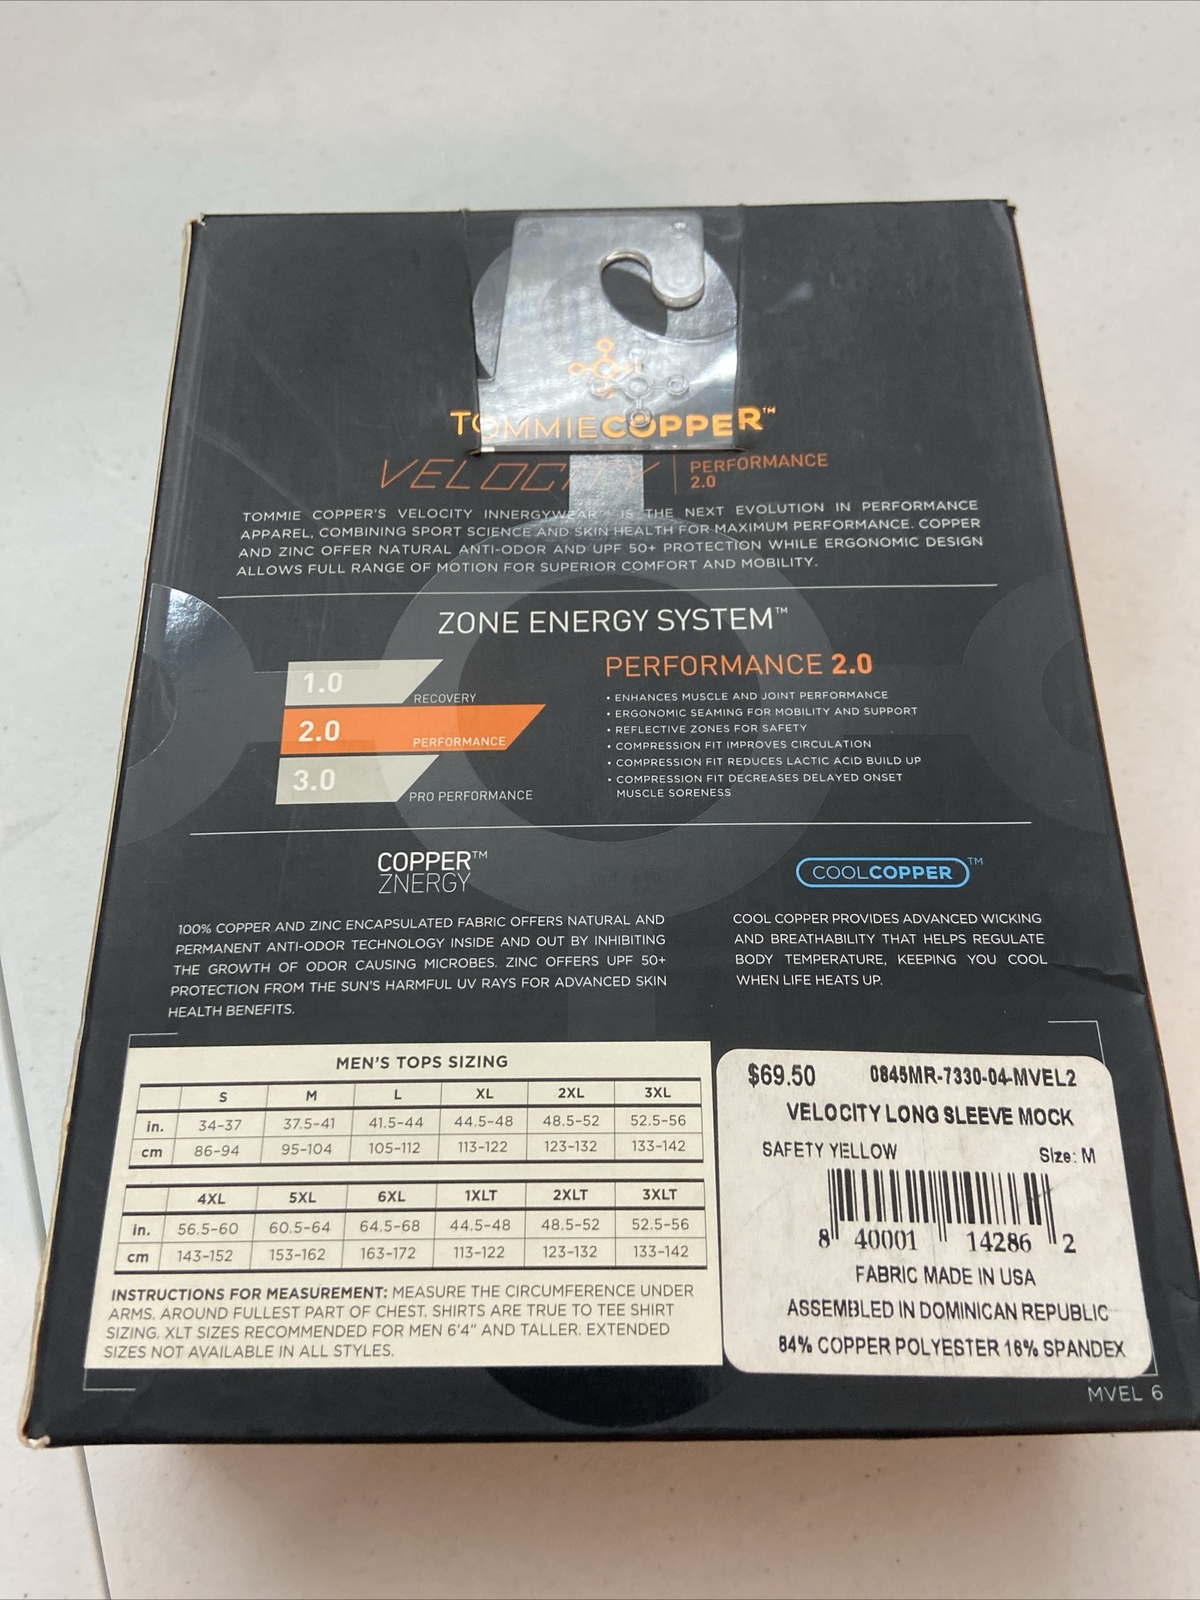 TOMMIECOPPER™
VELOCITY | PERFORMANCE
2.0
TOMMIE COPPER'S VELOCITY INNERGYWEAR™ IS THE NEXT EVOLUTION IN PERFORMANCE
APPAREL, COMBINING SPORT SCIENCE AND SKIN HEALTH FOR MAXIMUM PERFORMANCE. COPPER
AND ZINC OFFER NATURAL ANTI-ODOR AND UPF 50+ PROTECTION WHILE ERGONOMIC DESIGN
ALLOWS FULL RANGE OF MOTION FOR SUPERIOR COMFORT AND MOBILITY.
ZONE ENERGY SYSTEM™
1.0 RECOVERY
2.0 PERFORMANCE
3.0 PRO PERFORMANCE
PERFORMANCE 2.0
• ENHANCES MUSCLE AND JOINT PERFORMANCE
• ERGONOMIC SEAMING FOR MOBILITY AND SUPPORT
• REFLECTIVE ZONES FOR SAFETY
• COMPRESSION FIT IMPROVES CIRCULATION
• COMPRESSION FIT REDUCES LACTIC ACID BUILD UP
• COMPRESSION FIT DECREASES DELAYED ONSET
MUSCLE SORENESS
COPPER™
ZNERGY
100% COPPER AND ZINC ENCAPSULATED FABRIC OFFERS NATURAL AND
PERMANENT ANTI-ODOR TECHNOLOGY INSIDE AND OUT BY INHIBITING
THE GROWTH OF ODOR CAUSING MICROBES. ZINC OFFERS UPF 50+
PROTECTION FROM THE SUN'S HARMFUL UV RAYS FOR ADVANCED SKIN
HEALTH BENEFITS.
COOLCOPPER™
COOL COPPER PROVIDES ADVANCED WICKING
AND BREATHABILITY THAT HELPS REGULATE
BODY TEMPERATURE, KEEPING YOU COOL
WHEN LIFE HEATS UP.
MEN'S TOPS SIZING
S M L XL 2XL 3XL
in. 34-37 37.5-41 41.5-44 44.5-48 48.5-52 52.5-56
cm 86-94 95-104 105-112 113-122 123-132 133-142
4XL 5XL 6XL 1XLT 2XLT 3XLT
in. 56.5-60 60.5-64 64.5-68 44.5-48 48.5-52 52.5-56
cm 143-152 153-162 163-172 113-122 123-132 133-142
INSTRUCTIONS FOR MEASUREMENT: MEASURE THE CIRCUMFERENCE UNDER
ARMS. AROUND FULLEST PART OF CHEST. SHIRTS ARE TRUE TO TEE SHIRT
SIZING. XLT SIZES RECOMMENDED FOR MEN 6'4" AND TALLER. EXTENDED
SIZES NOT AVAILABLE IN ALL STYLES.
$69.50 0845MR-7330-04-MVEL2
VELOCITY LONG SLEEVE MOCK
SAFETY YELLOW Size: M
8 40001 14286 2
FABRIC MADE IN USA
ASSEMBLED IN DOMINICAN REPUBLIC
84% COPPER POLYESTER 16% SPANDEX
MVEL 6